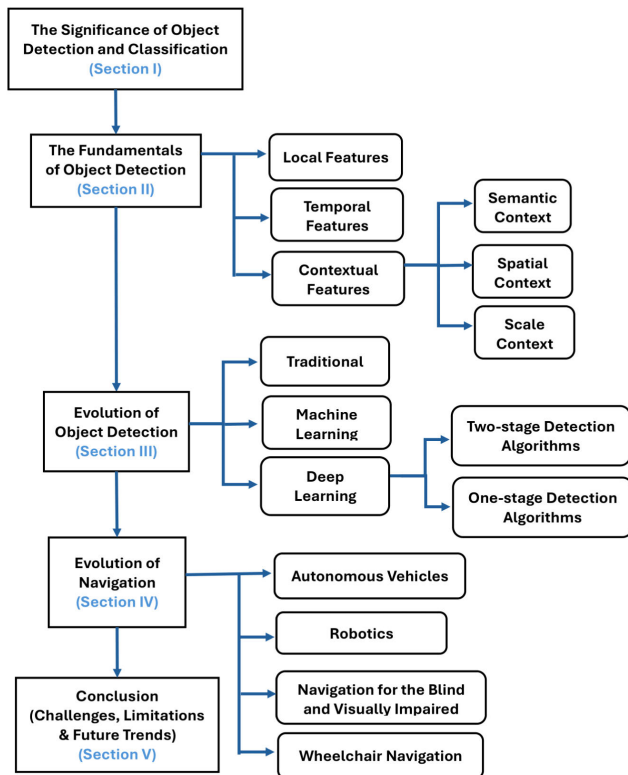 The Significance of Object
Detection and Classification
(Section I)
The Fundamentals
of Object Detection
(Section II)
Local Features
Temporal
Features
Contextual
Features
Semantic
Context
Spatial
Context
Scale
Context
Evolution of
Object Detection
(Section III)
Traditional
Machine
Learning
Deep
Learning
Two-stage Detection
Algorithms
One-stage Detection
Algorithms
Evolution of
Navigation
(Section IV)
Autonomous Vehicles
Robotics
Navigation for the Blind
and Visually Impaired
Wheelchair Navigation
Conclusion
(Challenges, Limitations
& Future Trends)
(Section V)